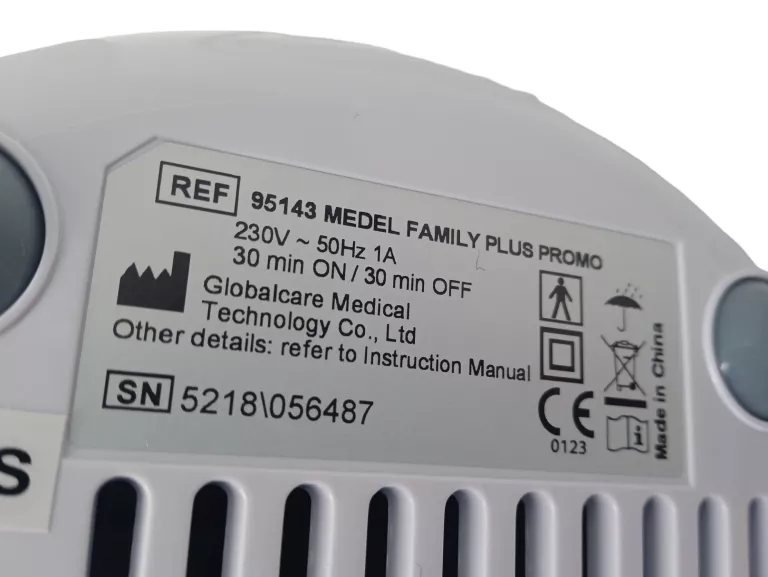 REF 95143 MEDEL FAMILY PLUS PROMO
230V ~ 50Hz 1A
30 min ON / 30 min OFF
Globalcare Medical
Technology Co., Ltd
Other details: refer to Instruction Manual
SN 5218\056487
CE
0123
Made in China
S